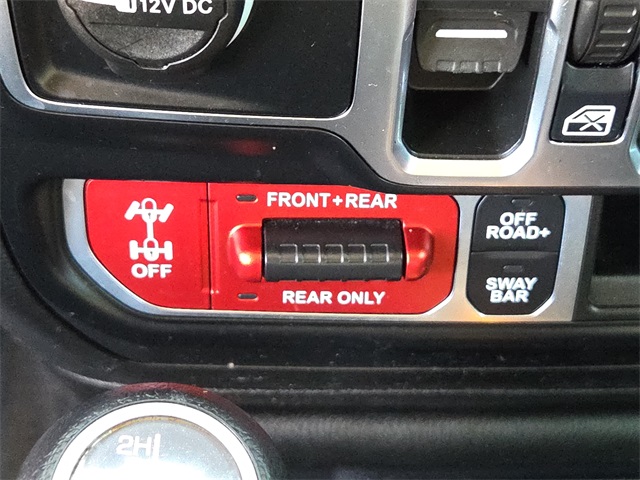 12V DC
FRONT+REAR
OFF
REAR ONLY
OFF
ROAD+
SWAY
BAR
2H